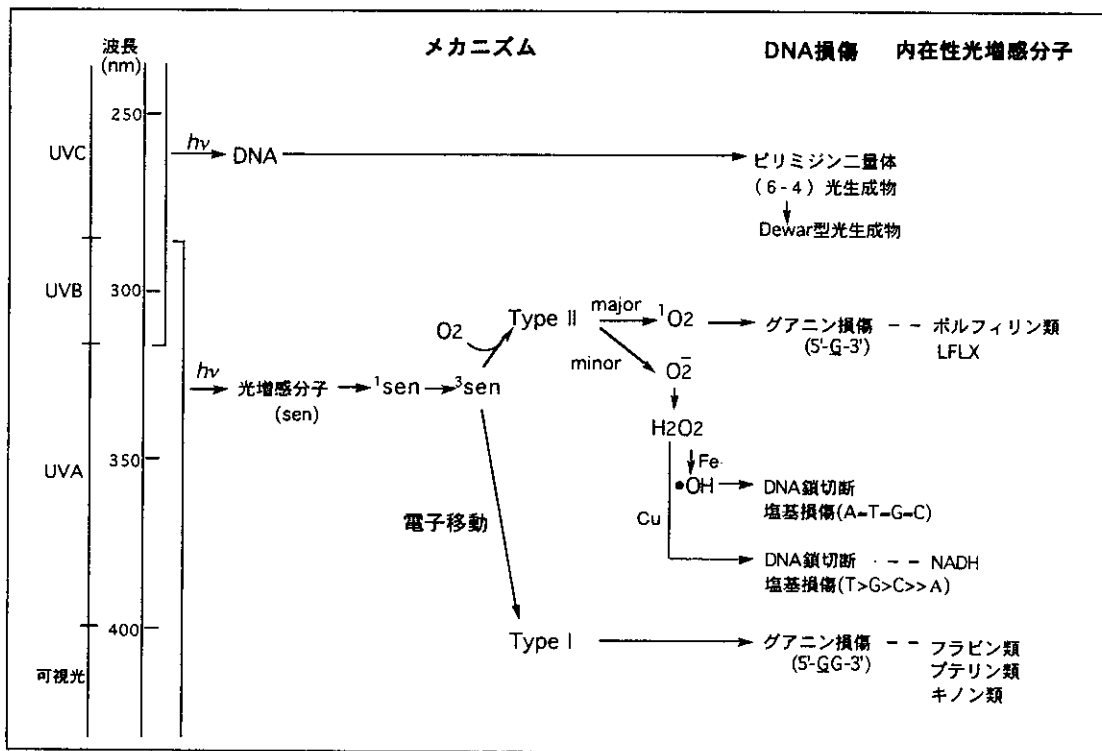 波長
(nm)
メカニズム
DNA損傷
内在性光増感分子
250
UVC
hν
DNA
ピリミジン二量体
(6-4)光生成物
Dewar型光生成物
UVB
300
O2
Type II
major
¹O2
グアニン損傷
(5'-G-3')
ポルフィリン類
LFLX
minor
O2⁻
hν
光増感分子
(sen)
¹sen
³sen
H2O2
350
UVA
Fe
•OH
DNA鎖切断
塩基損傷(A=T=G=C)
電子移動
Cu
DNA鎖切断
塩基損傷(T>G>C>>A)
NADH
400
Type I
グアニン損傷
(5'-GG-3')
フラビン類
プテリン類
キノン類
可視光